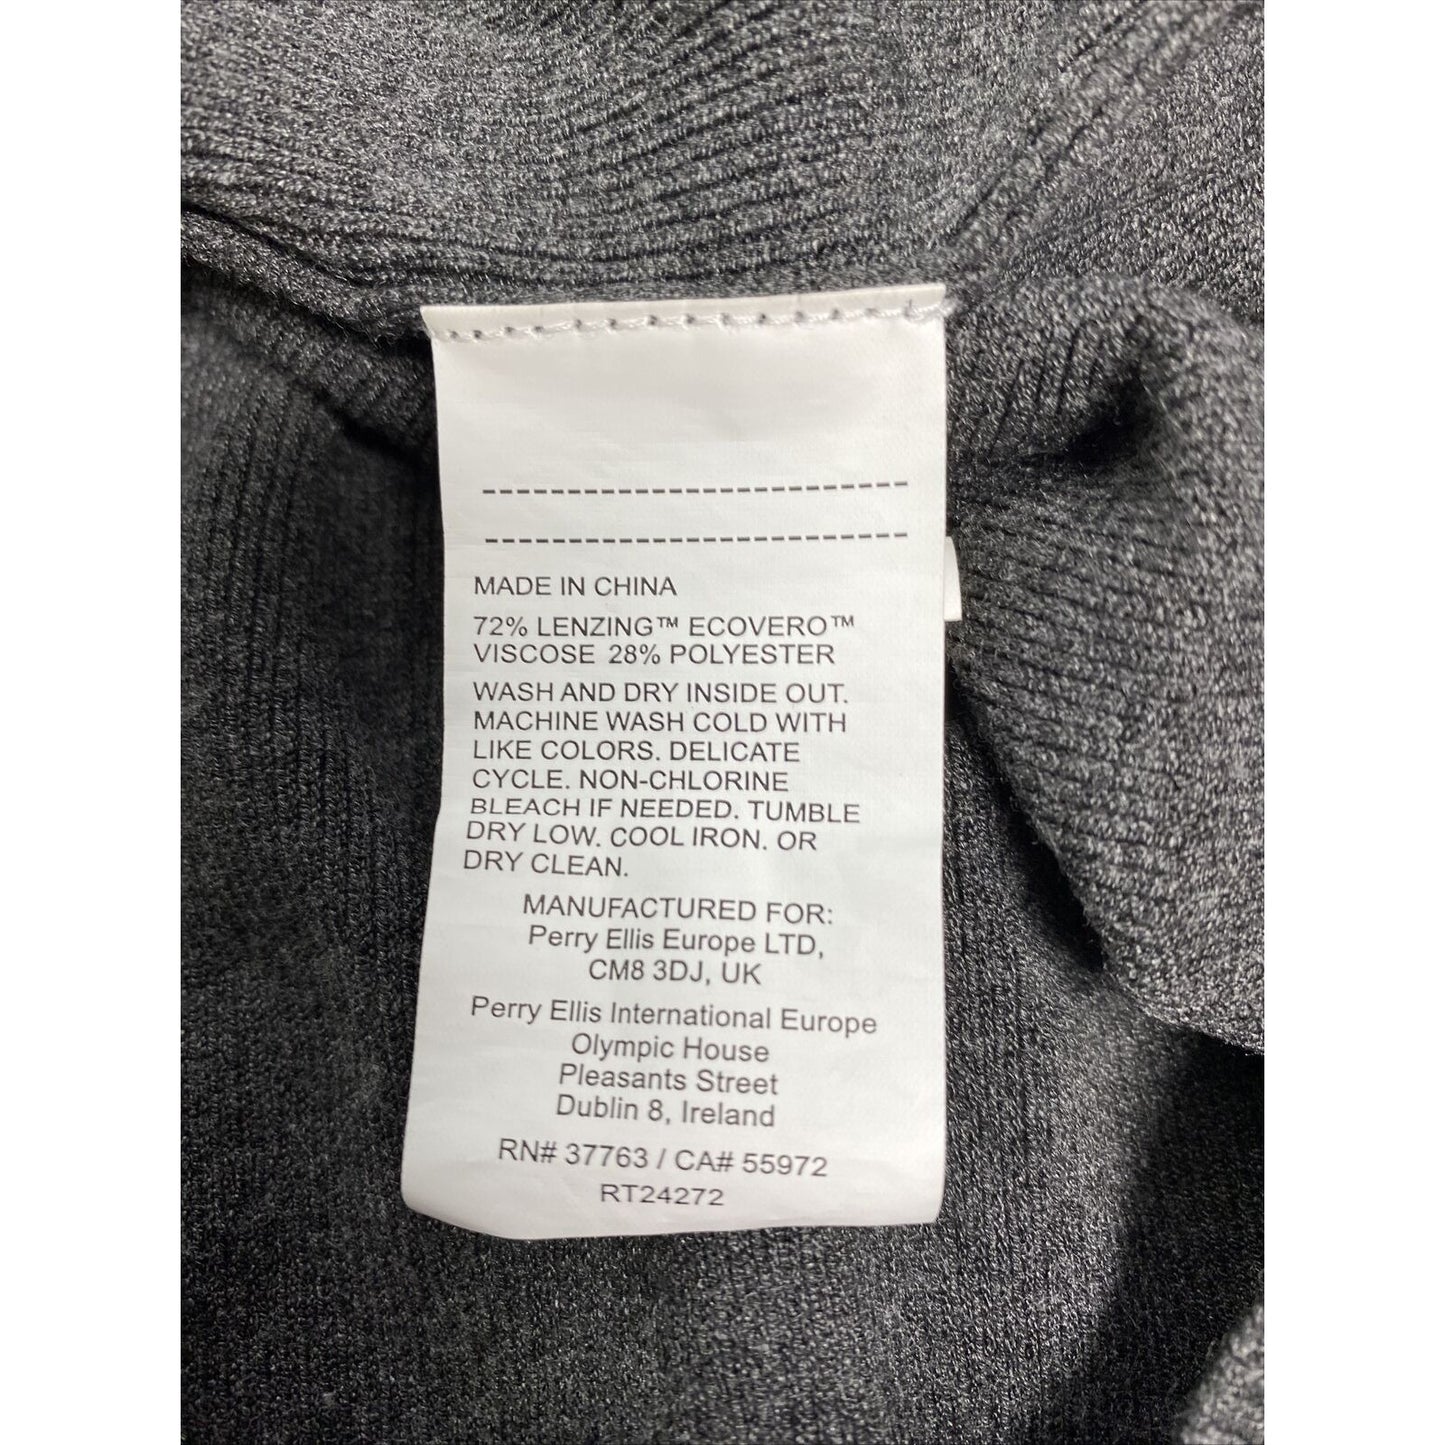 MADE IN CHINA
72% LENZING™ ECOVERO™
VISCOSE 28% POLYESTER
WASH AND DRY INSIDE OUT.
MACHINE WASH COLD WITH
LIKE COLORS. DELICATE
CYCLE. NON-CHLORINE
BLEACH IF NEEDED. TUMBLE
DRY LOW. COOL IRON. OR
DRY CLEAN.
MANUFACTURED FOR:
Perry Ellis Europe LTD,
CM8 3DJ, UK
Perry Ellis International Europe
Olympic House
Pleasants Street
Dublin 8, Ireland
RN# 37763 / CA# 55972
RT24272